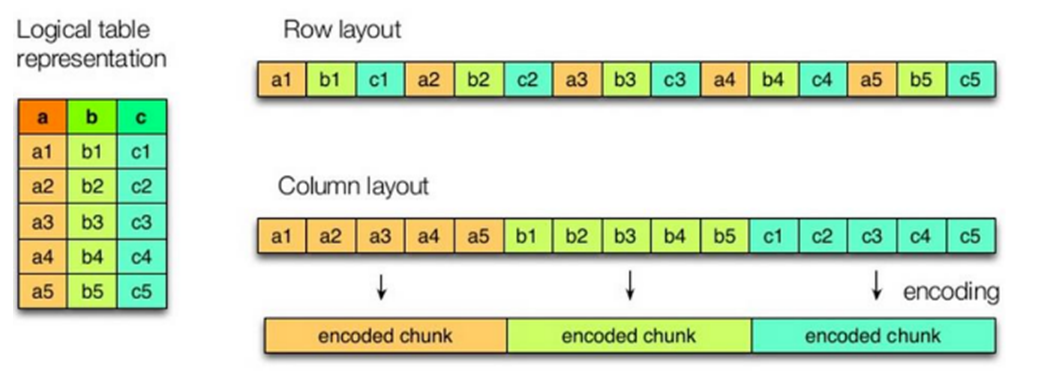 Logical table
representation
a b c
a1 b1 c1
a2 b2 c2
a3 b3 c3
a4 b4 c4
a5 b5 c5
Row layout
a1 b1 c1 a2 b2 c2 a3 b3 c3 a4 b4 c4 a5 b5 c5
Column layout
a1 a2 a3 a4 a5 b1 b2 b3 b4 b5 c1 c2 c3 c4 c5
encoding
encoded chunk encoded chunk encoded chunk